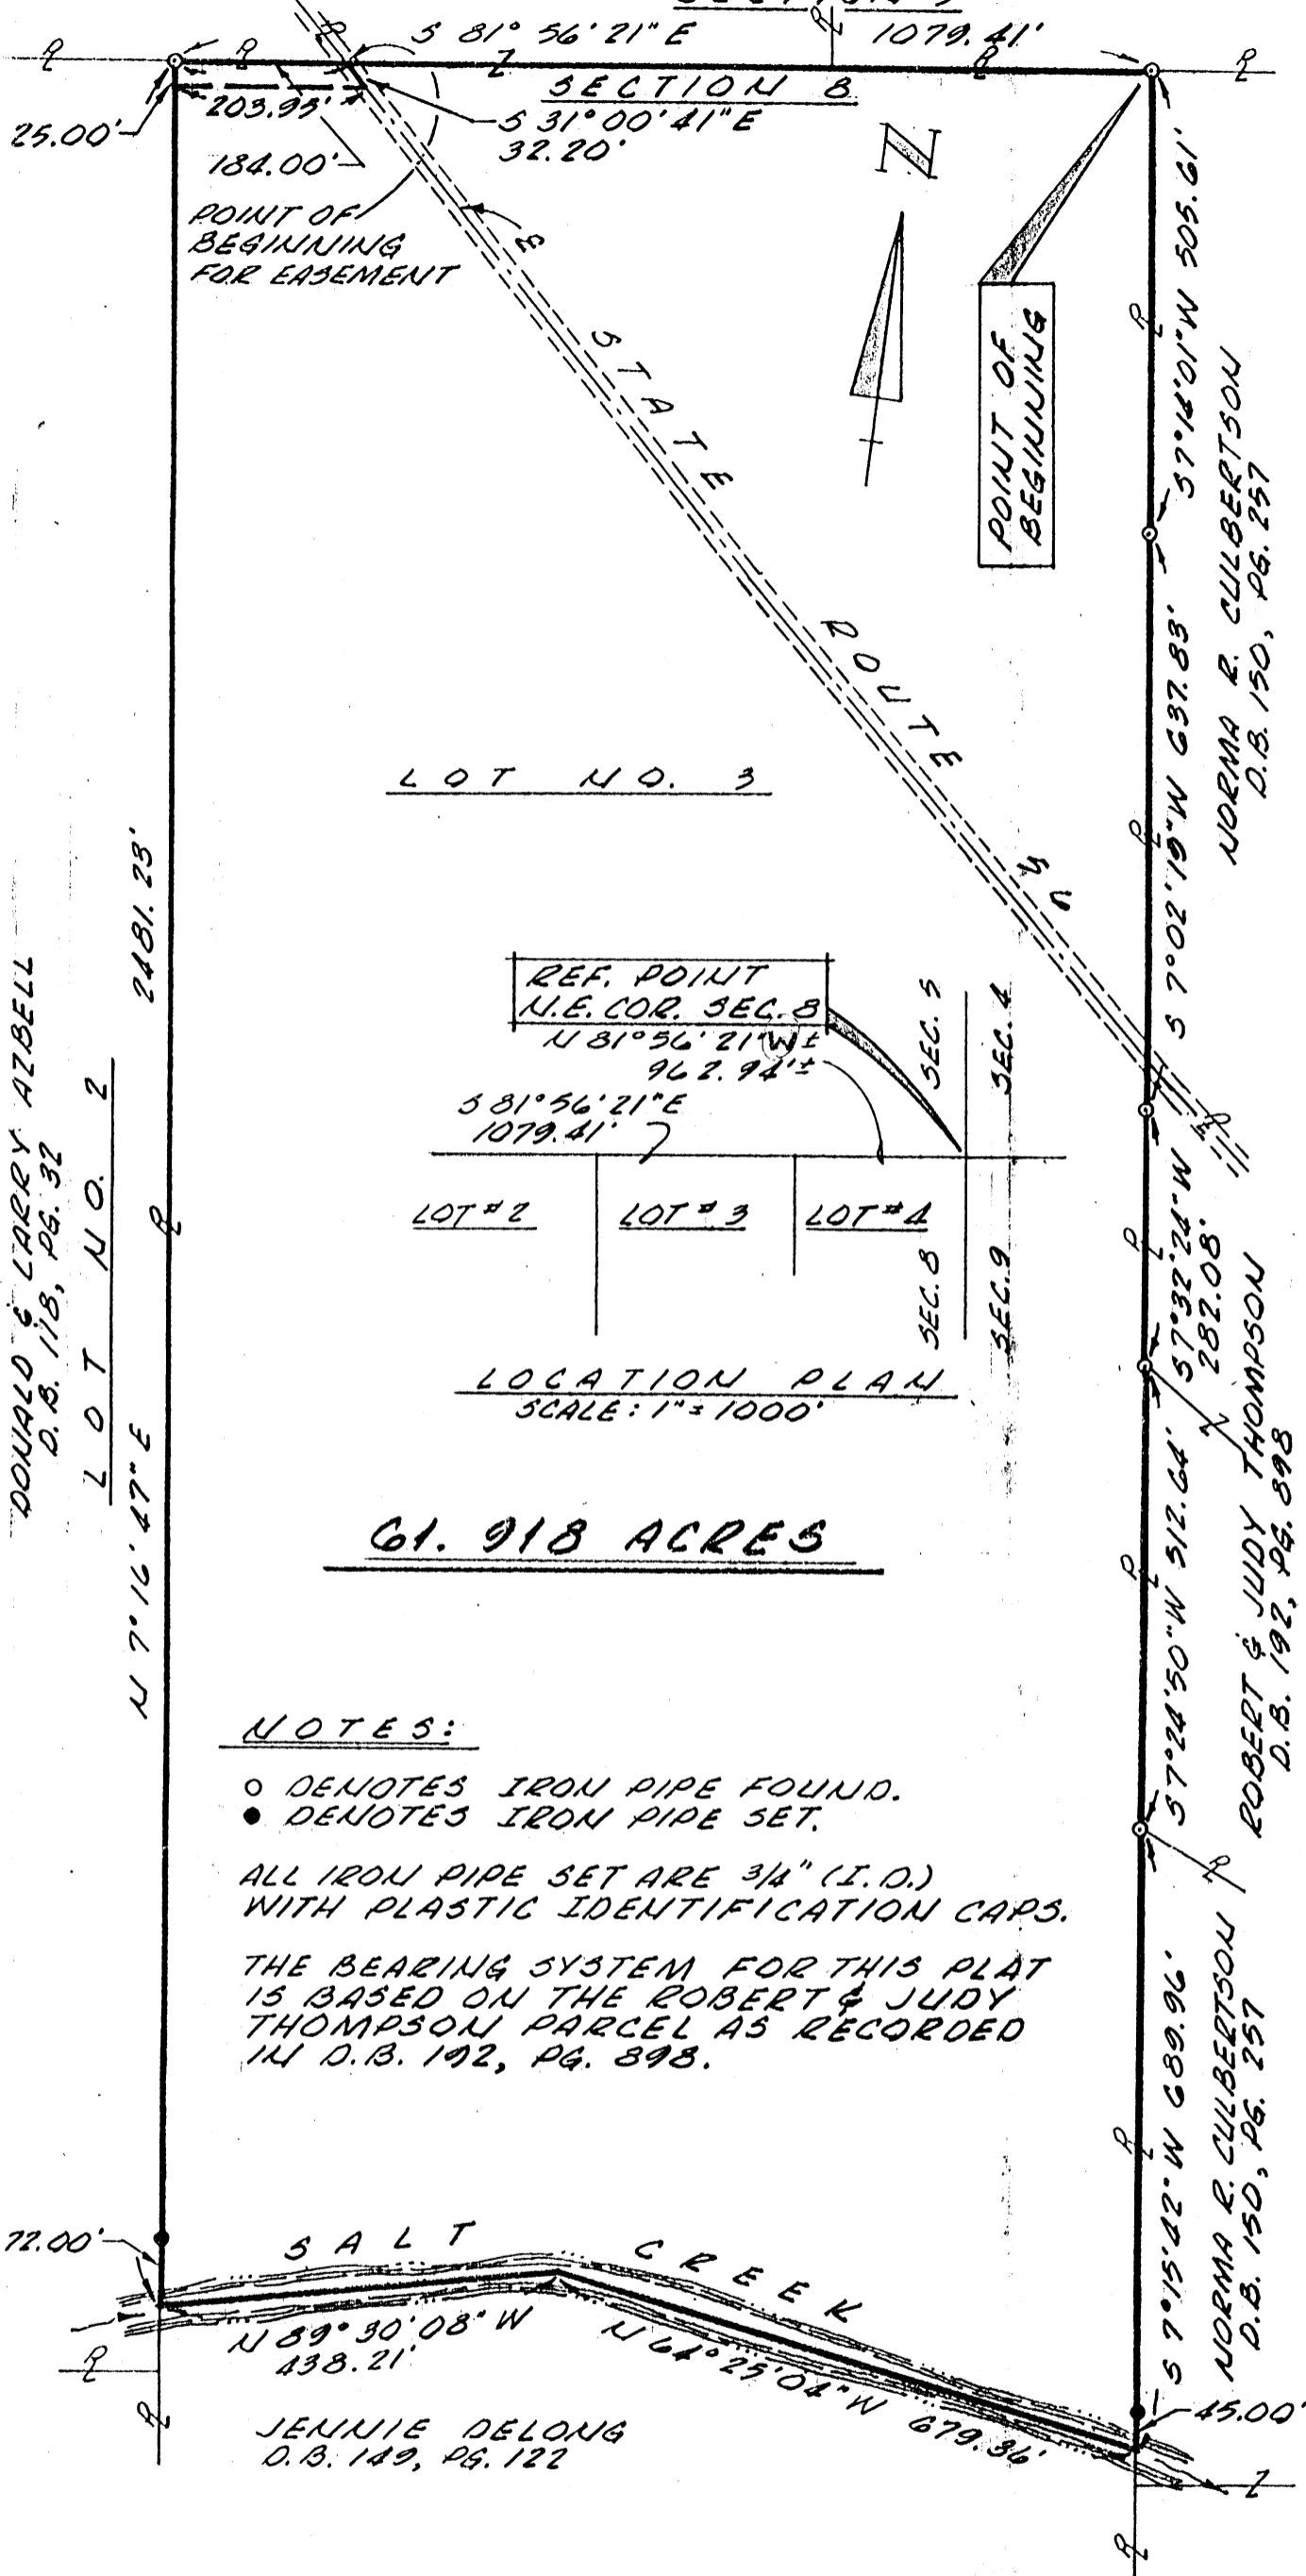 S 81° 56' 21" E 1079.41'
SECTION 8
203.95'
25.00'
S 31° 00' 41" E
32.20'
184.00'
POINT OF
BEGINNING
FOR EASEMENT
N
POINT OF
BEGINNING
STATE ROUTE
S 7° 14' 01" W 505.61'
NORMA R. CULBERTSON
D.B. 150, PG. 257
S 7° 02' 19" W 637.83'
LOT NO. 3
2481.23'
N 7° 16' 47" E
DONALD & LARRY AZBELL
D.B. 118, PG. 32
LOT NO. 2
REF. POINT
N.E. COR. SEC. 8
N 81° 56' 21" W ±
962.94' ±
S 81° 56' 21" E
1079.41'
SEC. 5
SEC. 4
LOT #2
LOT #3
LOT #4
SEC. 8
SEC. 9
LOCATION PLAN
SCALE: 1" = 1000'
S 7° 32' 24" W
282.08'
ROBERT & JUDY THOMPSON
D.B. 192, PG. 898
S 7° 24' 50" W 512.64'
61.918 ACRES
NOTES:
○ DENOTES IRON PIPE FOUND.
● DENOTES IRON PIPE SET.
ALL IRON PIPE SET ARE 3/4" (I.D.)
WITH PLASTIC IDENTIFICATION CAPS.
THE BEARING SYSTEM FOR THIS PLAT
IS BASED ON THE ROBERT & JUDY
THOMPSON PARCEL AS RECORDED
IN D.B. 192, PG. 898.
S 7° 15' 42" W 689.96'
NORMA R. CULBERTSON
D.B. 150, PG. 257
72.00'
SALT CREEK
N 89° 30' 08" W
438.21'
N 64° 25' 04" W 679.36'
45.00'
JENNIE DELONG
D.B. 149, PG. 122